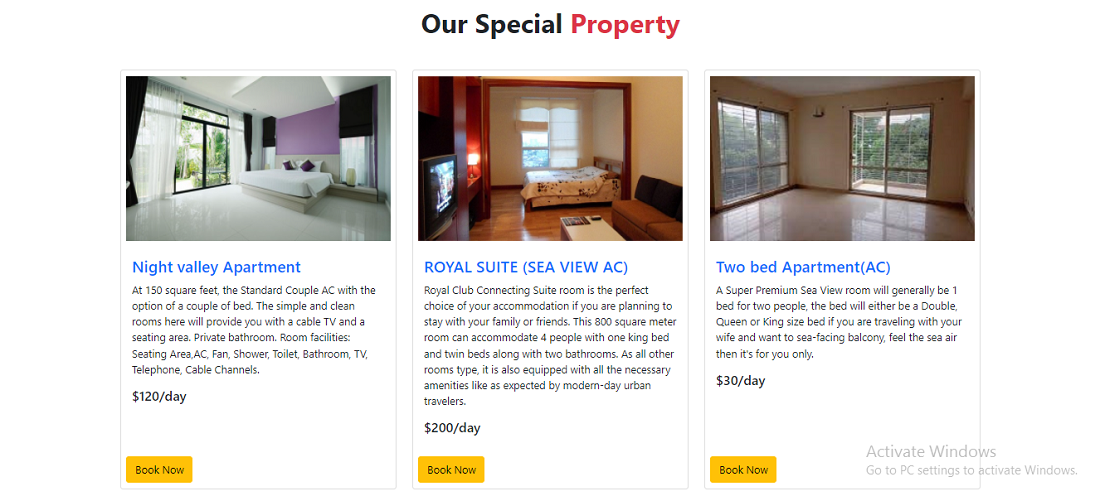 Our Special Property
Night valley Apartment
At 150 square feet, the Standard Couple AC with the
option of a couple of bed. The simple and clean
rooms here will provide you with a cable TV and a
seating area. Private bathroom. Room facilities:
Seating Area,AC, Fan, Shower, Toilet, Bathroom, TV,
Telephone, Cable Channels.
$120/day
Book Now
ROYAL SUITE (SEA VIEW AC)
Royal Club Connecting Suite room is the perfect
choice of your accommodation if you are planning to
stay with your family or friends. This 800 square meter
room can accommodate 4 people with one king bed
and twin beds along with two bathrooms. As all other
rooms type, it is also equipped with all the necessary
amenities like as expected by modern-day urban
travelers.
$200/day
Book Now
Two bed Apartment(AC)
A Super Premium Sea View room will generally be 1
bed for two people, the bed will either be a Double,
Queen or King size bed if you are traveling with your
wife and want to sea-facing balcony, feel the sea air
then it's for you only.
$30/day
Book Now
Activate Windows
Go to PC settings to activate Windows.